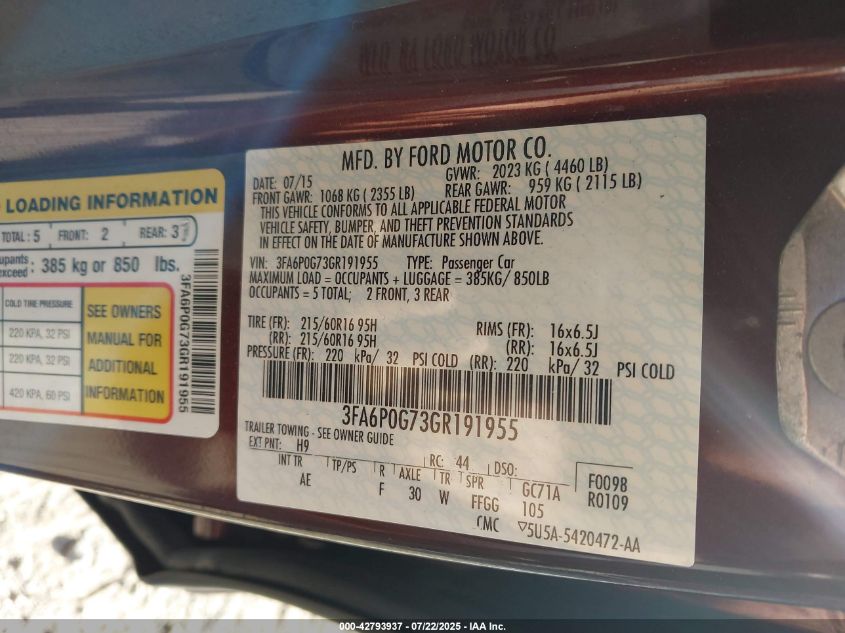 LOADING INFORMATION
TOTAL: 5 FRONT: 2 REAR: 3
385 kg or 850 lbs.
COLD TIRE PRESSURE
220 KPA, 32 PSI
220 KPA, 32 PSI
420 KPA, 60 PSI
SEE OWNERS
MANUAL FOR
ADDITIONAL
INFORMATION
3FA6P0G73GR191955
MFD. BY FORD MOTOR CO.
DATE: 07/15 GVWR: 2023 KG ( 4460 LB)
FRONT GAWR: 1068 KG ( 2355 LB) REAR GAWR: 959 KG ( 2115 LB)
THIS VEHICLE CONFORMS TO ALL APPLICABLE FEDERAL MOTOR
VEHICLE SAFETY, BUMPER, AND THEFT PREVENTION STANDARDS
IN EFFECT ON THE DATE OF MANUFACTURE SHOWN ABOVE.
VIN: 3FA6P0G73GR191955 TYPE: Passenger Car
MAXIMUM LOAD = OCCUPANTS + LUGGAGE = 385KG/ 850LB
OCCUPANTS = 5 TOTAL; 2 FRONT, 3 REAR
TIRE (FR): 215/60R16 95H RIMS (FR): 16x6.5J
(RR): 215/60R16 95H (RR): 16x6.5J
PRESSURE (FR): 220 kPa/ 32 PSI COLD (RR): 220 kPa/ 32 PSI COLD
3FA6P0G73GR191955
TRAILER TOWING - SEE OWNER GUIDE
EXT PNT: H9 RC: 44 DSO:
INT TR TP/PS R AXLE TR SPR GC71A F0098
AE F 30 W FFGG 105 R0109
CMC 5U5A-5420472-AA
000-42793937 - 07/22/2025 - IAA Inc.